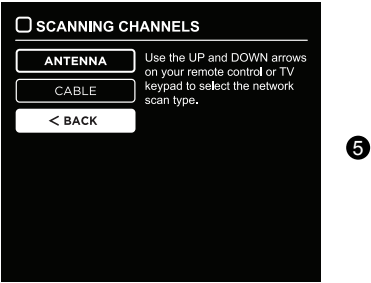 SCANNING CHANNELS
ANTENNA
Use the UP and DOWN arrows
on your remote control or TV
keypad to select the network
scan type.
CABLE
< BACK
5